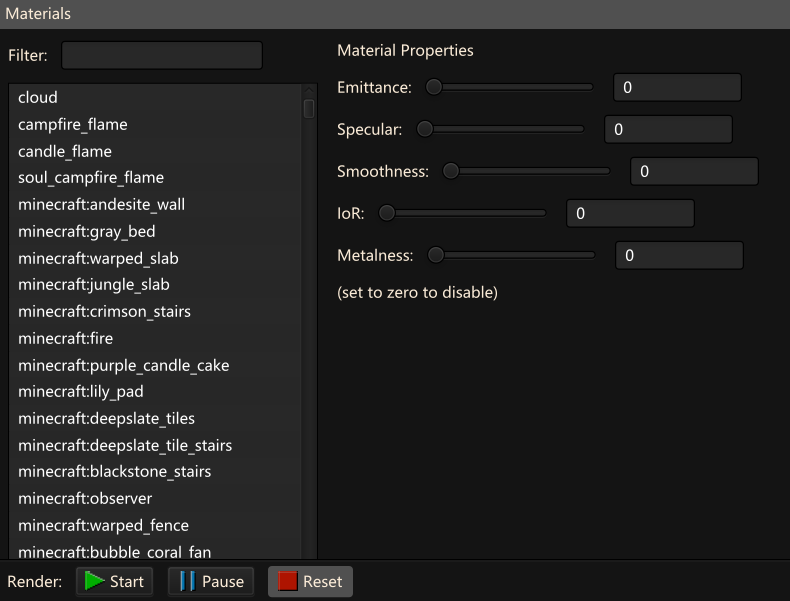 Materials
Filter:
cloud
campfire_flame
candle_flame
soul_campfire_flame
minecraft:andesite_wall
minecraft:gray_bed
minecraft:warped_slab
minecraft:jungle_slab
minecraft:crimson_stairs
minecraft:fire
minecraft:purple_candle_cake
minecraft:lily_pad
minecraft:deepslate_tiles
minecraft:deepslate_tile_stairs
minecraft:blackstone_stairs
minecraft:observer
minecraft:warped_fence
minecraft:bubble_coral_fan
Material Properties
Emittance: 0
Specular: 0
Smoothness: 0
IoR: 0
Metalness: 0
(set to zero to disable)
Render: Start Pause Reset